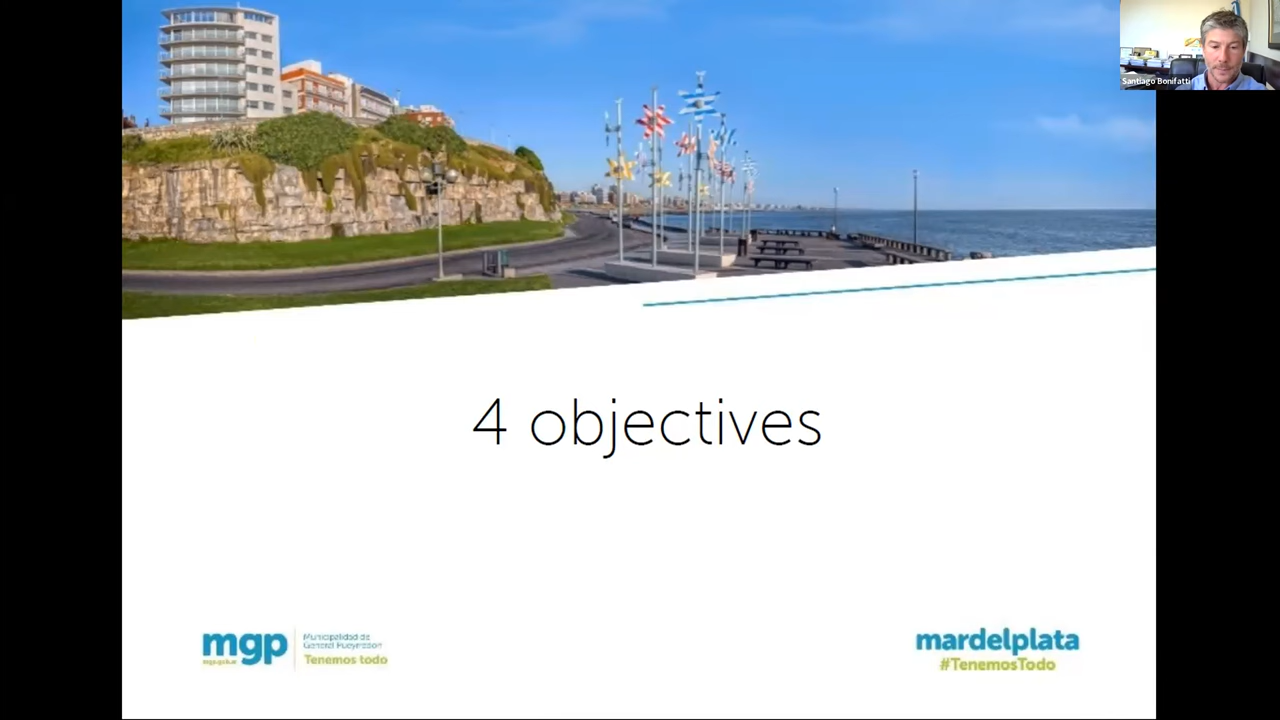 Santiago Bonifatti
4 objectives
mgp
Municipalidad de
General Pueyrredon
Tenemos todo
mardelplata
#TenemosTodo